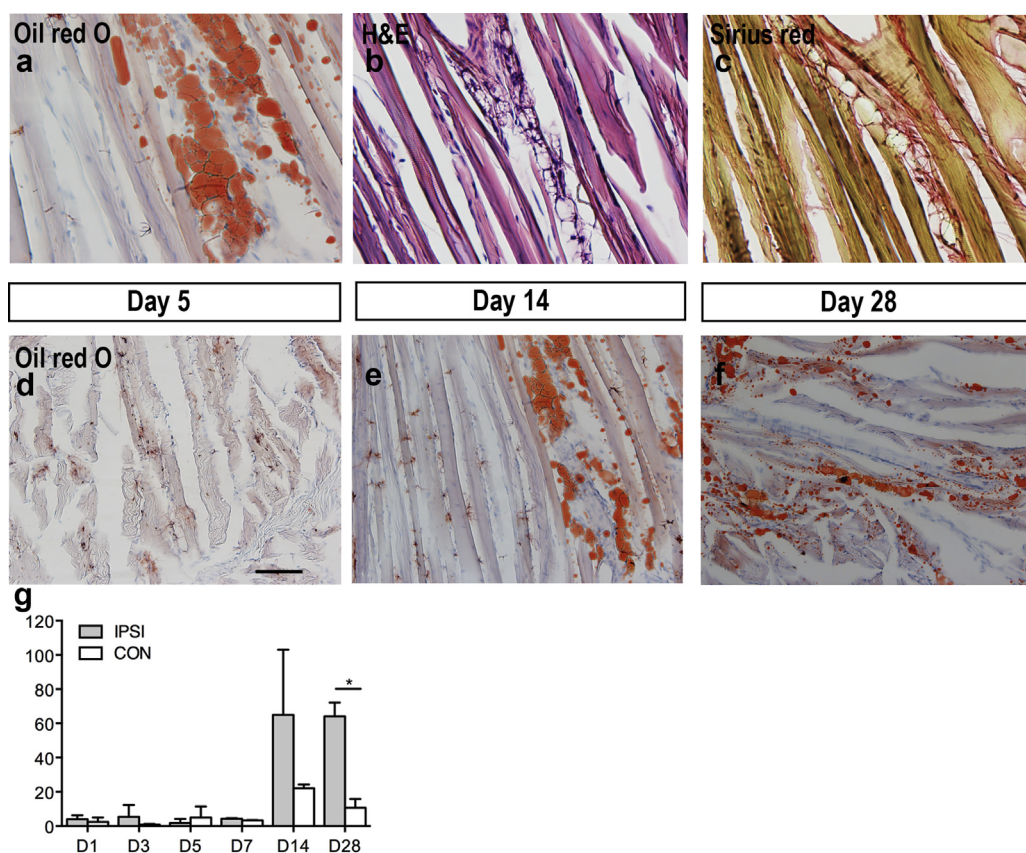 Oil red O
a
H&E
b
Sirius red
c
Day 5
Day 14
Day 28
Oil red O
d
e
f
g
120
100
80
60
40
20
0
IPSI
CON
*
D1 D3 D5 D7 D14 D28